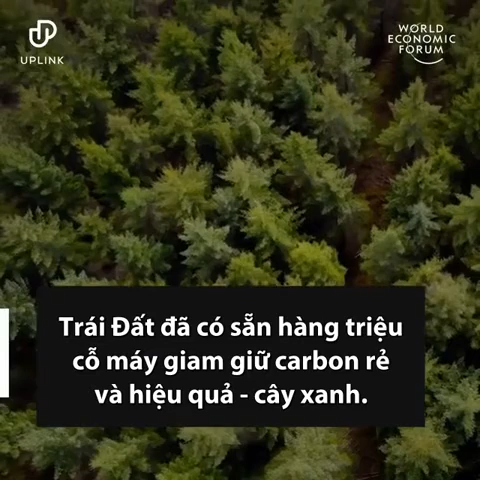 UPLINK
WORLD
ECONOMIC
FORUM
Trái Đất đã có sẵn hàng triệu
cỗ máy giam giữ carbon rẻ
và hiệu quả - cây xanh.